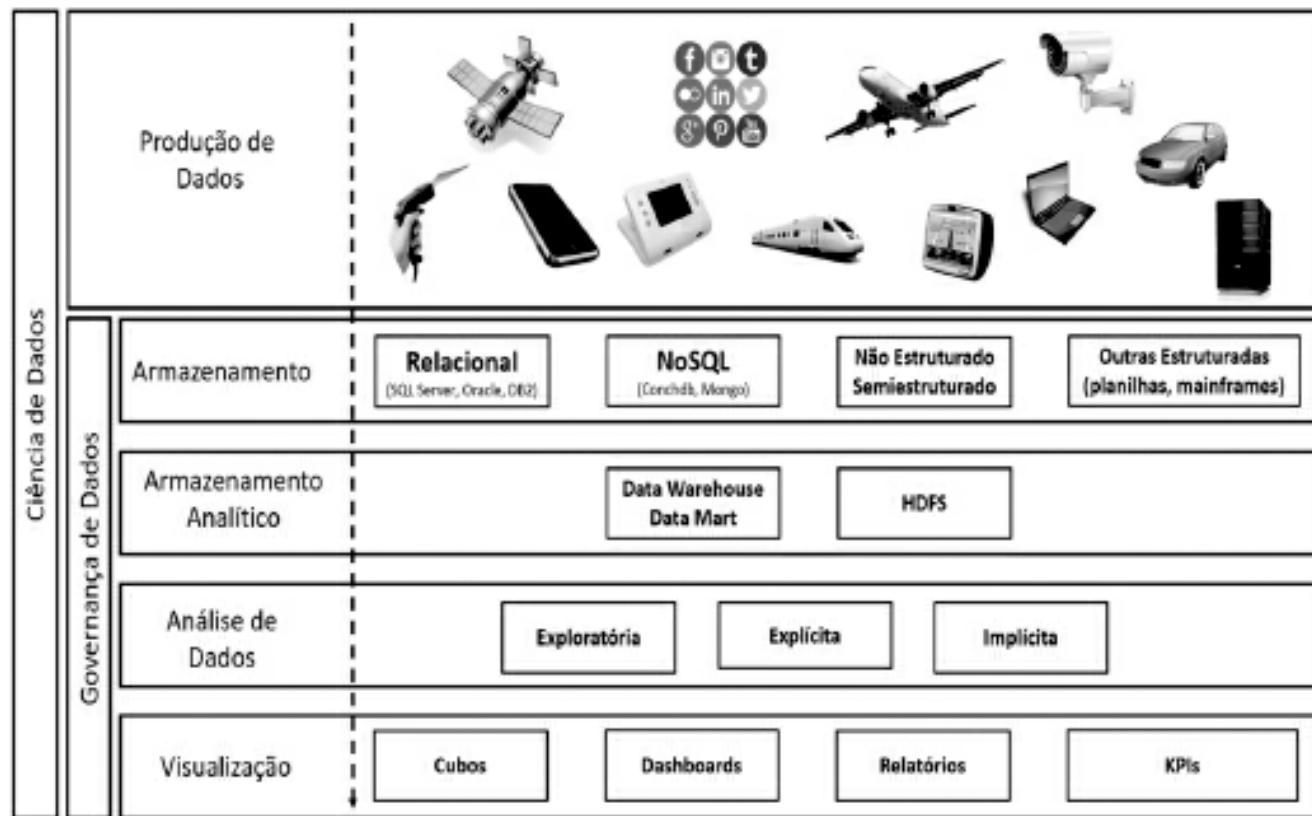 Ciência de Dados
Produção de
Dados
Governança de Dados
Armazenamento
Relacional
(SQL Server, Oracle, DB2)
NoSQL
(Conchdb, Mongo)
Não Estruturado
Semiestruturado
Outras Estruturadas
(planilhas, mainframes)
Armazenamento
Analítico
Data Warehouse
Data Mart
HDFS
Análise de
Dados
Exploratória
Explícita
Implicita
Visualização
Cubos
Dashboards
Relatórios
KPIs